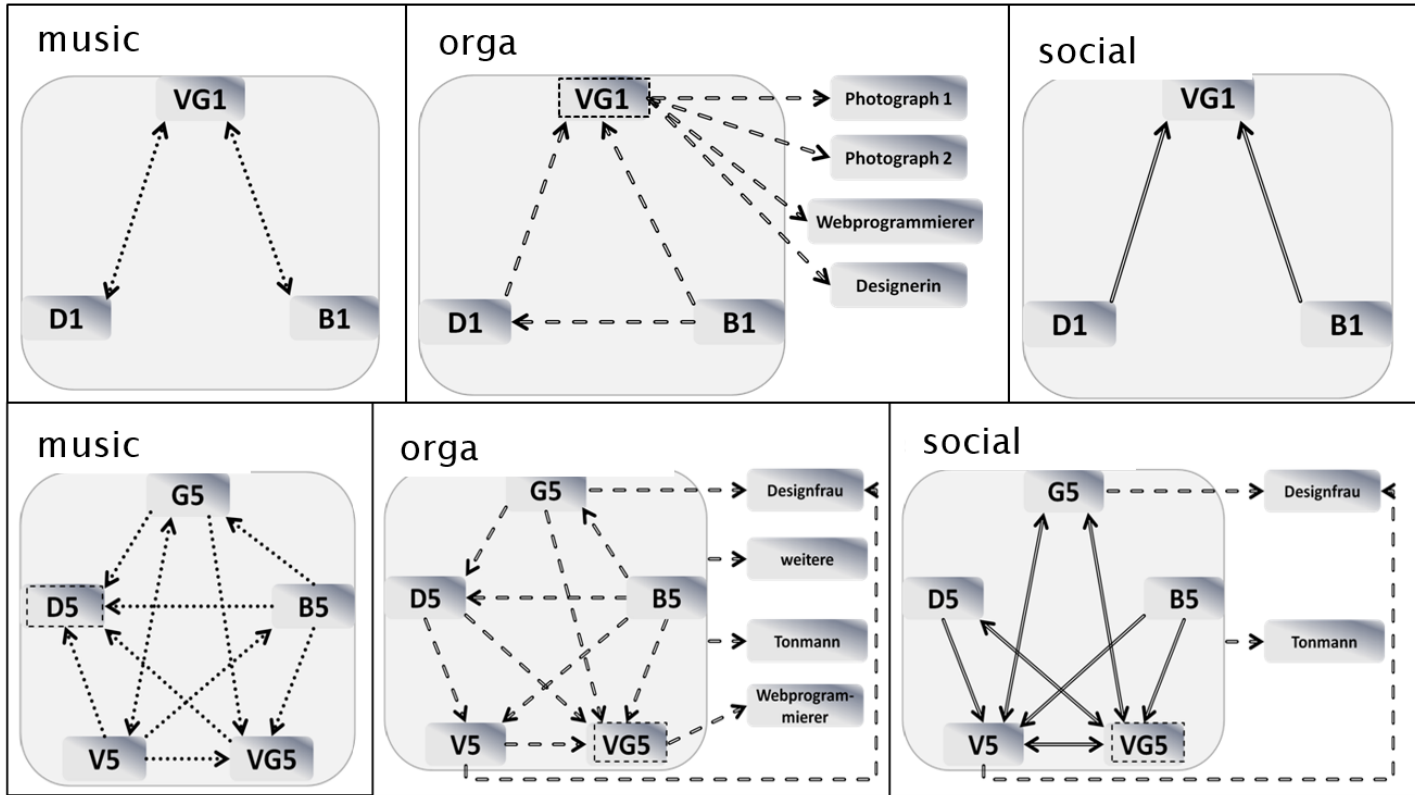 music
VG1
D1
B1
orga
VG1
D1
B1
Photograph 1
Photograph 2
Webprogrammierer
Designerin
social
VG1
D1
B1
music
G5
D5
B5
V5
VG5
orga
G5
D5
B5
V5
VG5
Designfrau
weitere
Tonmann
Webprogram-
mierer
social
G5
D5
B5
V5
VG5
Designfrau
Tonmann